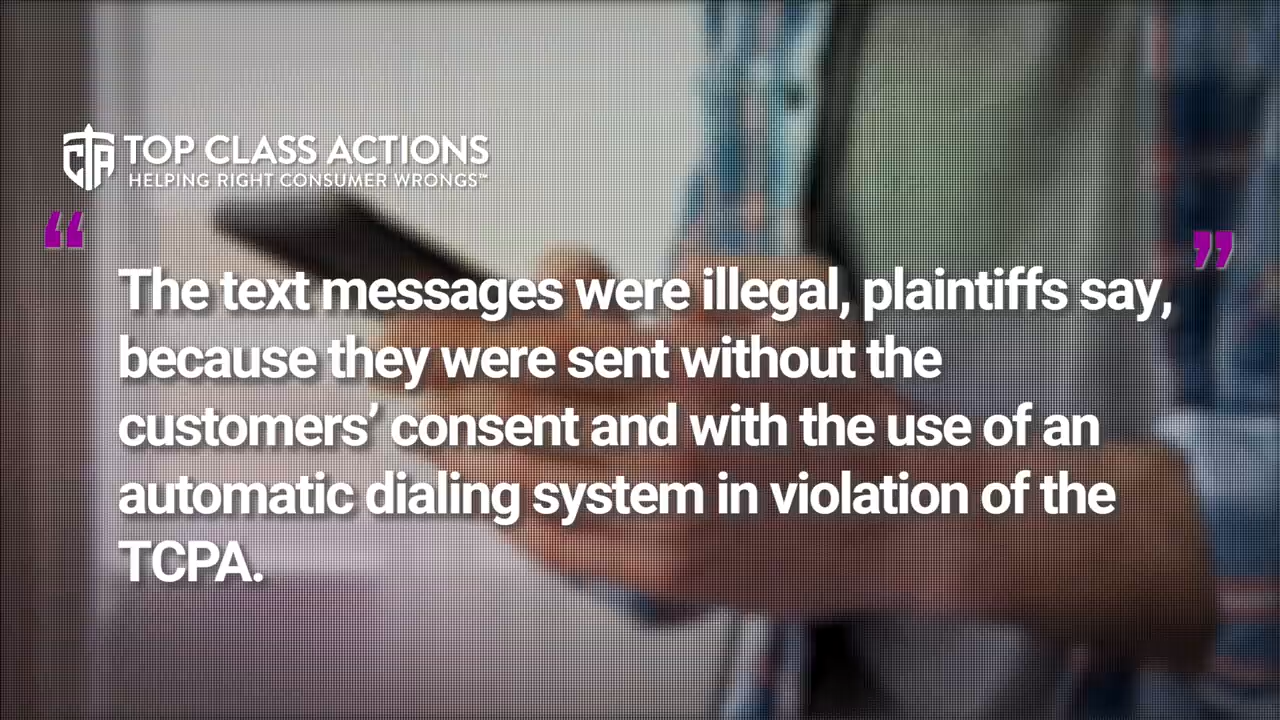 CTA TOP CLASS ACTIONS
HELPING RIGHT CONSUMER WRONGS™
“The text messages were illegal, plaintiffs say,”
because they were sent without the
customers’ consent and with the use of an
automatic dialing system in violation of the
TCPA.